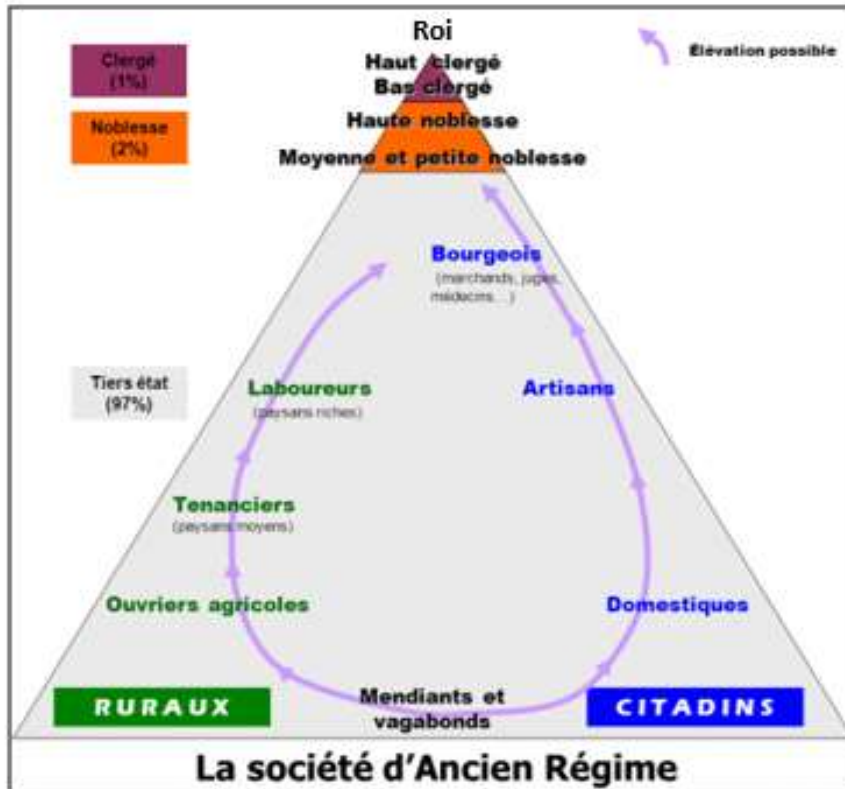 Roi
Clergé
(1%)
Haut clergé
Bas clergé
Élévation possible
Noblesse
(2%)
Haute noblesse
Moyenne et petite noblesse
Bourgeois
(marchands, juges,
médecins...)
Tiers état
(97%)
Laboureurs
(paysans riches)
Artisans
Tenanciers
(paysans moyens)
Ouvriers agricoles
Domestiques
RURAUX
Mendiants et
vagabonds
CITADINS
La société d'Ancien Régime